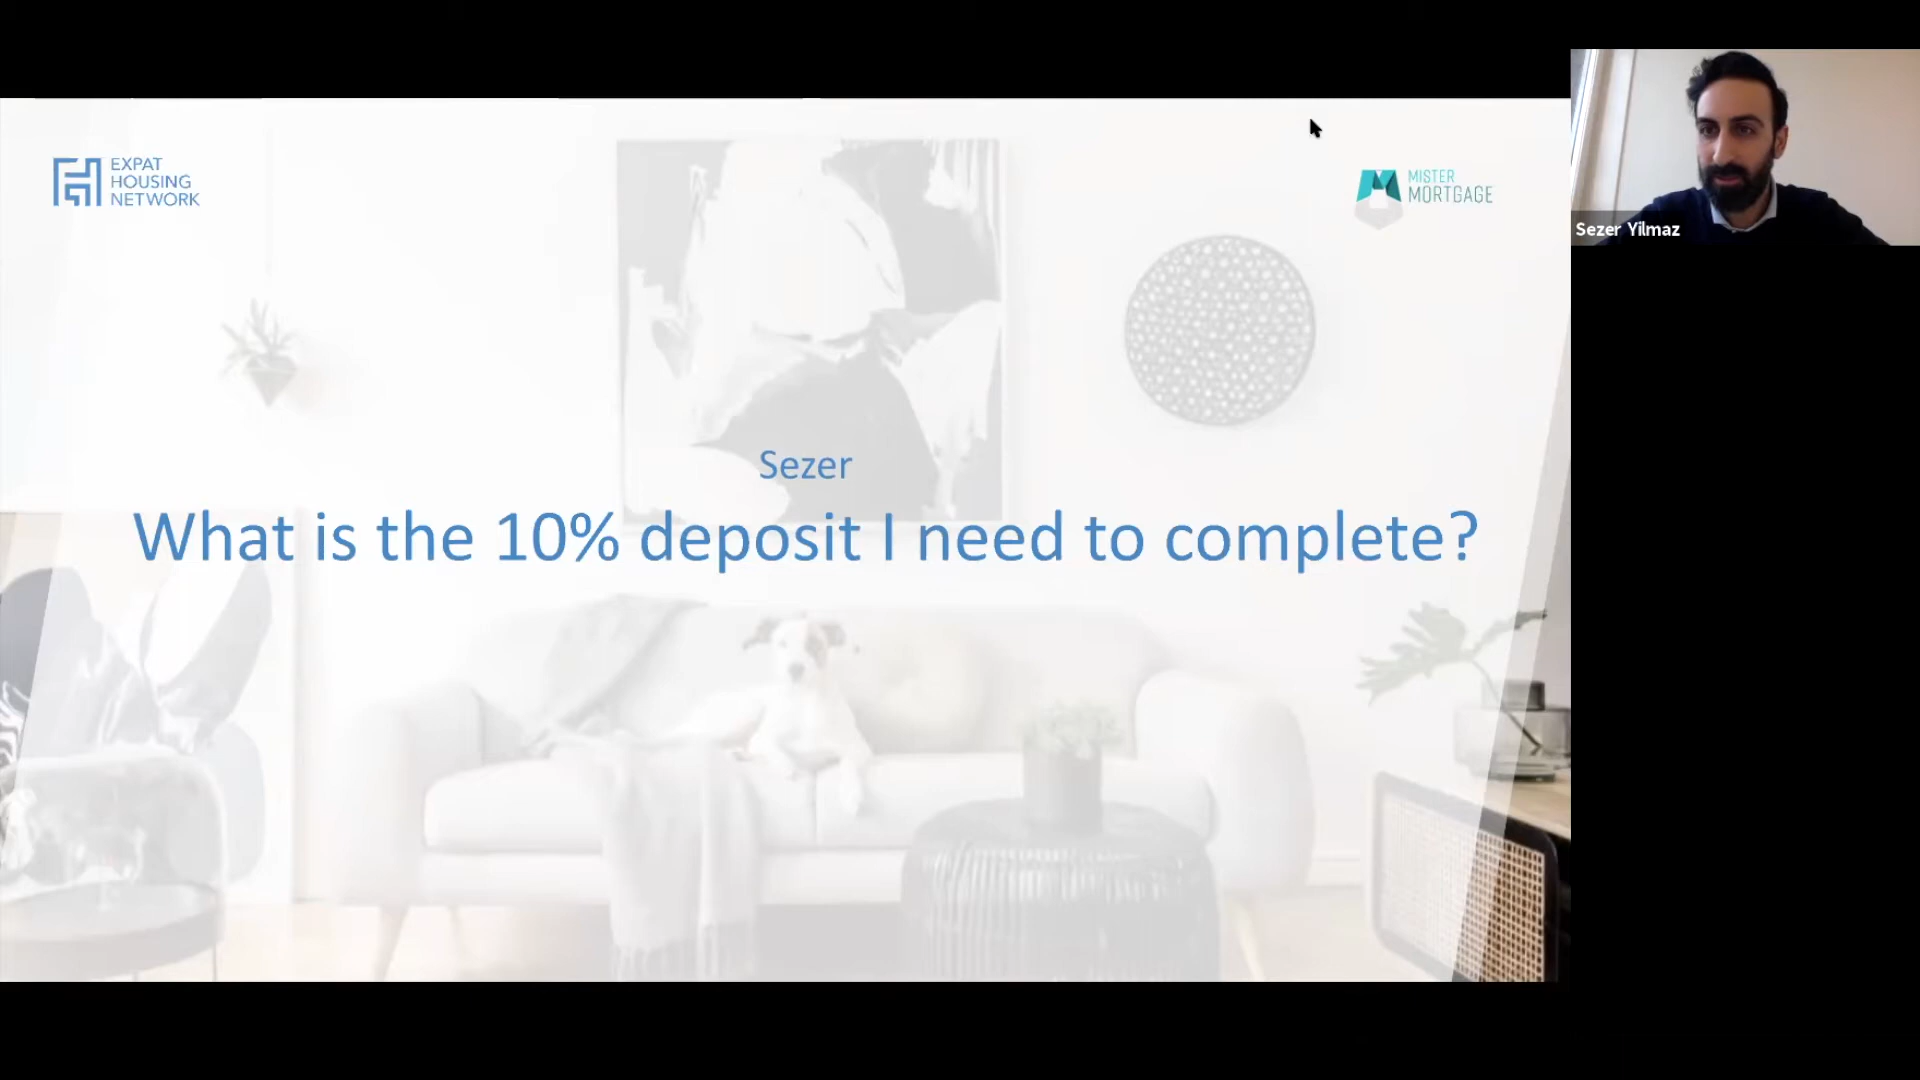 EXPAT
HOUSING
NETWORK
MISTER
MORTGAGE
Sezer Yilmaz
Sezer
What is the 10% deposit I need to complete?